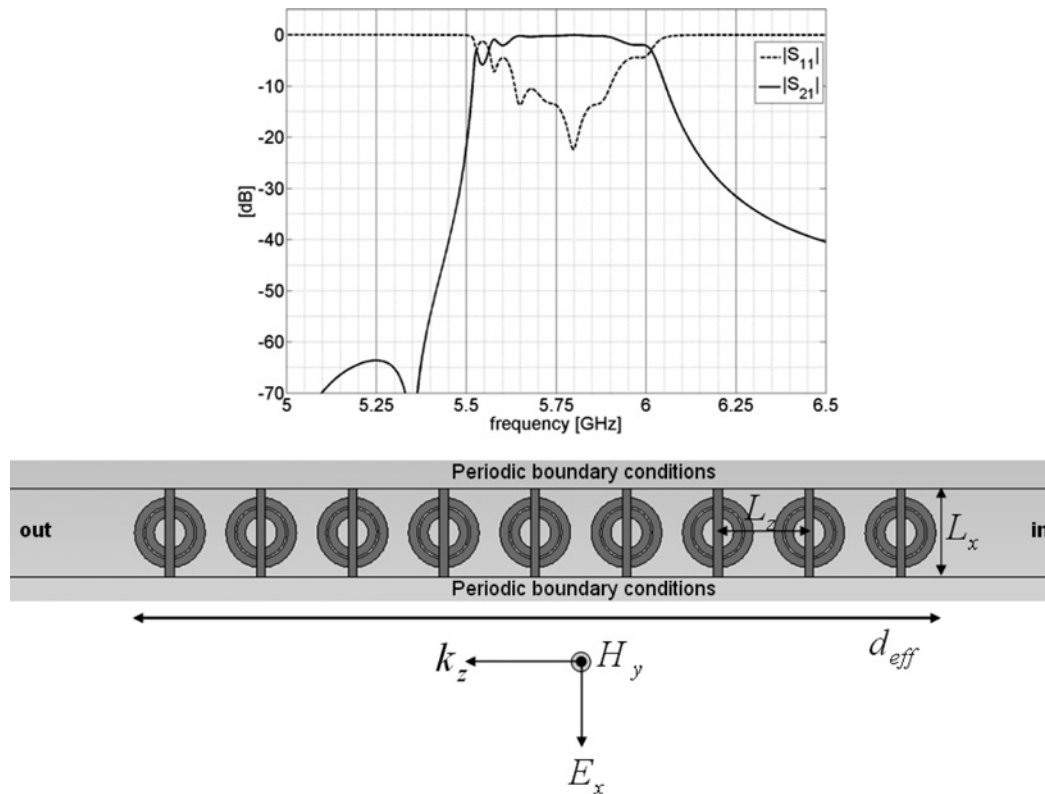 0
-10
-20
-30
-40
-50
-60
-70
[dB]
|S11|
|S21|
5 5.25 5.5 5.75 6 6.25 6.5
frequency [GHz]
Periodic boundary conditions
out Lz Lx in
Periodic boundary conditions
deff
kz Hy
Ex